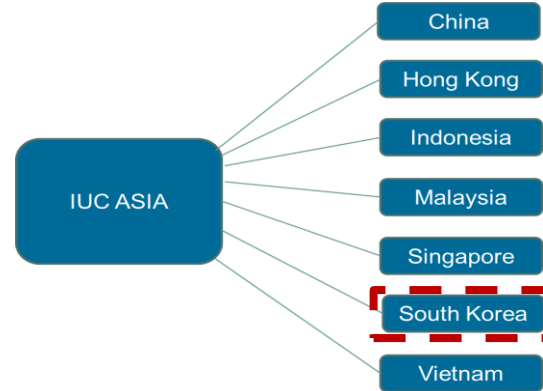 China
Hong Kong
Indonesia
IUC ASIA
Malaysia
Singapore
South Korea
Vietnam